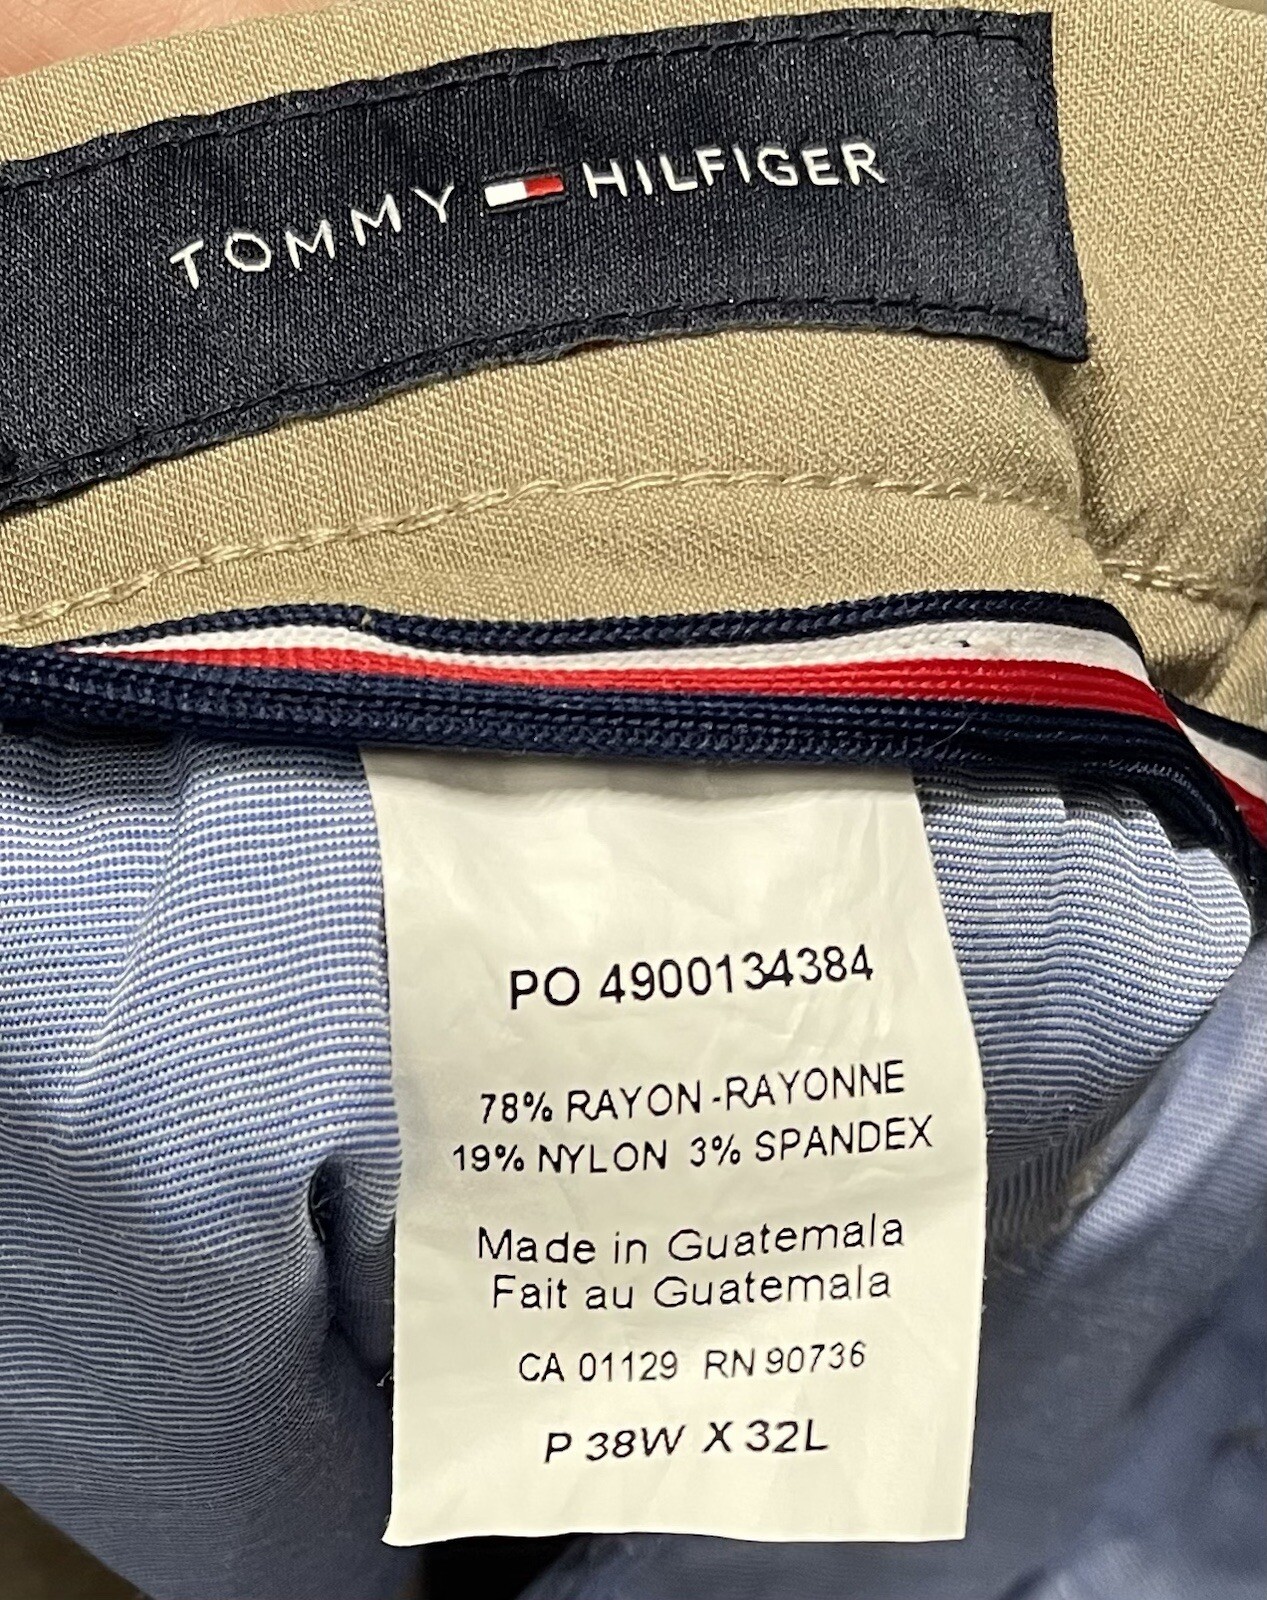 TOMMY HILFIGER
PO 4900134384
78% RAYON-RAYONNE
19% NYLON 3% SPANDEX
Made in Guatemala
Fait au Guatemala
CA 01129 RN 90736
P 38W X 32L